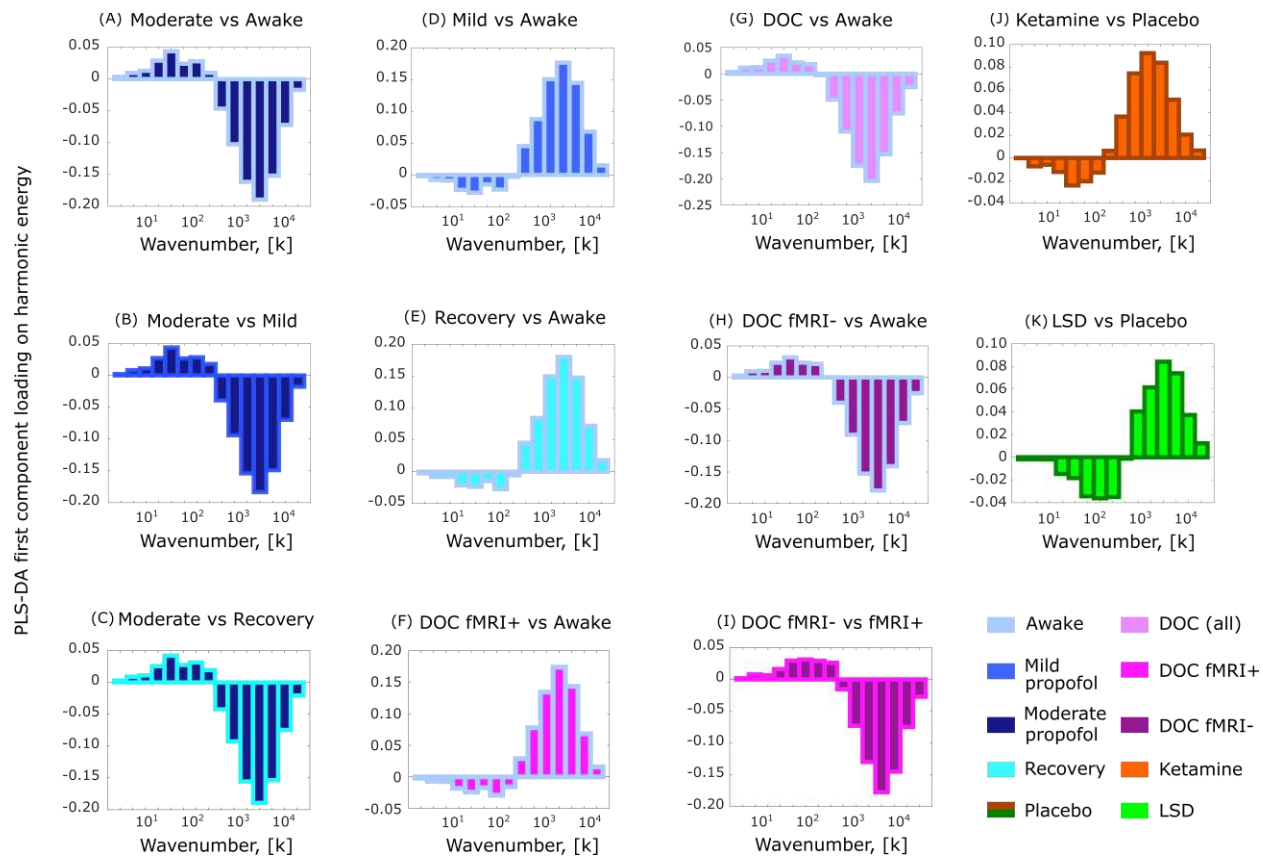 PLS-DA first component loading on harmonic energy
(A) Moderate vs Awake
0.05
0
-0.05
-0.10
-0.15
-0.20
10¹ 10² 10³ 10⁴
Wavenumber, [k]
(D) Mild vs Awake
0.20
0.15
0.10
0.05
0
-0.05
10¹ 10² 10³ 10⁴
Wavenumber, [k]
(G) DOC vs Awake
0.05
0
-0.05
-0.10
-0.15
-0.20
-0.25
10¹ 10² 10³ 10⁴
Wavenumber, [k]
(J) Ketamine vs Placebo
0.10
0.08
0.06
0.04
0.02
0
-0.02
-0.04
10¹ 10² 10³ 10⁴
Wavenumber, [k]
(B) Moderate vs Mild
0.05
0
-0.05
-0.10
-0.15
-0.20
10¹ 10² 10³ 10⁴
Wavenumber, [k]
(E) Recovery vs Awake
0.20
0.15
0.10
0.05
0
-0.05
10¹ 10² 10³ 10⁴
Wavenumber, [k]
(H) DOC fMRI- vs Awake
0.05
0
-0.05
-0.10
-0.15
-0.20
10¹ 10² 10³ 10⁴
Wavenumber, [k]
(K) LSD vs Placebo
0.10
0.08
0.06
0.04
0.02
0
-0.02
-0.04
10¹ 10² 10³ 10⁴
Wavenumber, [k]
(C) Moderate vs Recovery
0.05
0
-0.05
-0.10
-0.15
-0.20
10¹ 10² 10³ 10⁴
Wavenumber, [k]
(F) DOC fMRI+ vs Awake
0.20
0.15
0.10
0.05
0
-0.05
10¹ 10² 10³ 10⁴
Wavenumber, [k]
(I) DOC fMRI- vs fMRI+
0.05
0
-0.05
-0.10
-0.15
-0.20
10¹ 10² 10³ 10⁴
Wavenumber, [k]
Awake
Mild
propofol
Moderate
propofol
Recovery
Placebo
DOC (all)
DOC fMRI+
DOC fMRI-
Ketamine
LSD